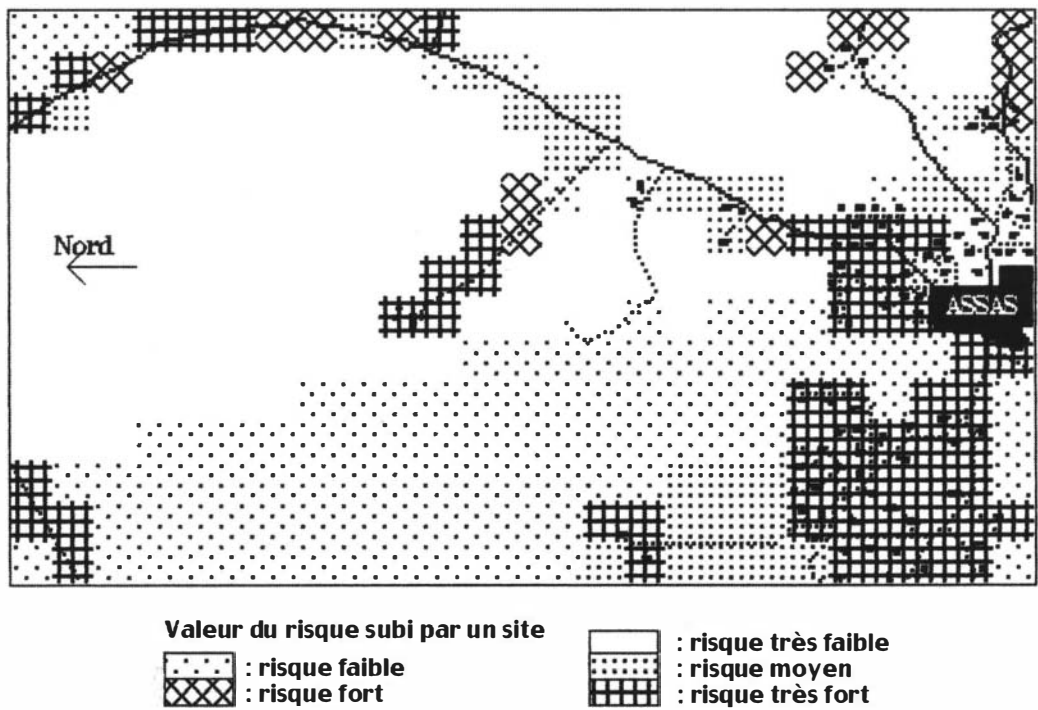 Nord
ASSAS
Valeur du risque subi par un site
: risque faible
: risque fort
: risque très faible
: risque moyen
: risque très fort